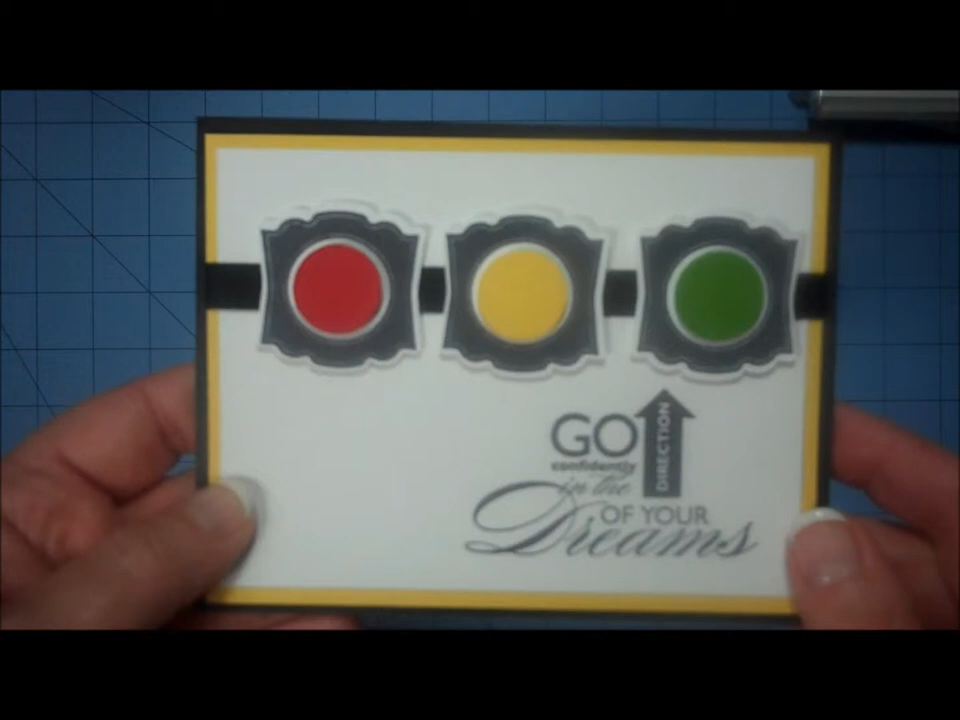 GO
confidently
in the
DIRECTION
OF YOUR
Dreams